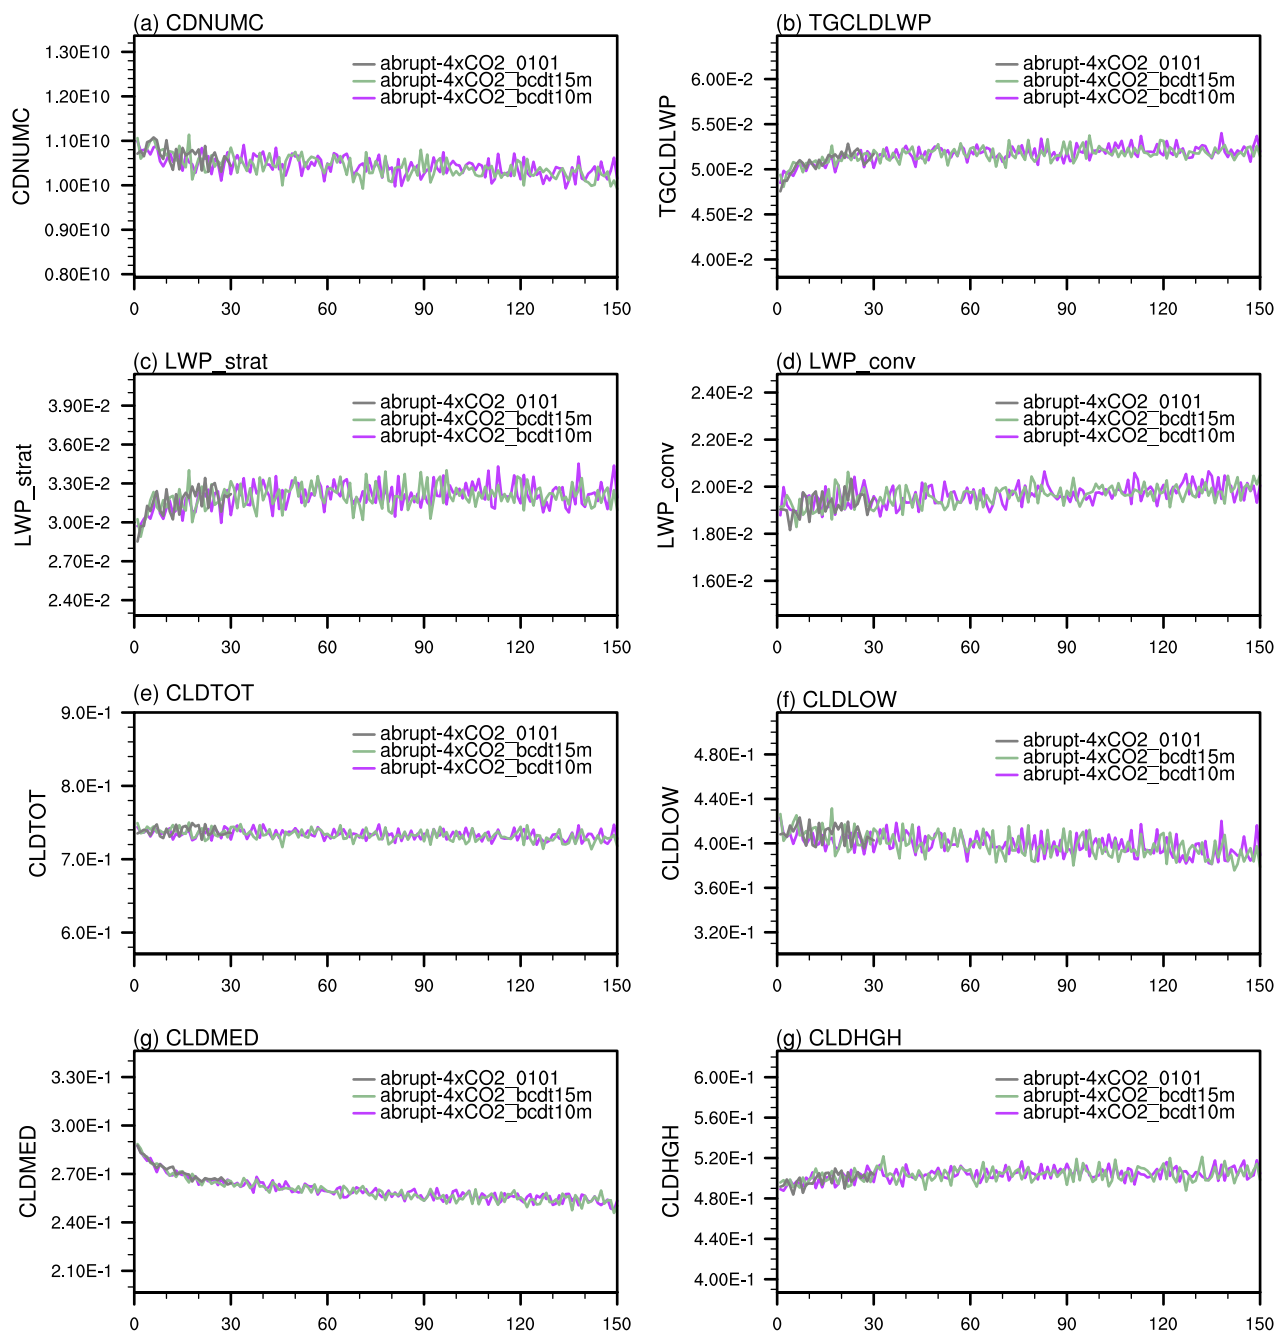 (a) CDNUMC
CDNUMC
1.30E10
1.20E10
1.10E10
1.00E10
0.90E10
0.80E10
abrupt-4xCO2_0101
abrupt-4xCO2_bcdt15m
abrupt-4xCO2_bcdt10m
0 30 60 90 120 150
(b) TGCLDLWP
TGCLDLWP
6.00E-2
5.50E-2
5.00E-2
4.50E-2
4.00E-2
abrupt-4xCO2_0101
abrupt-4xCO2_bcdt15m
abrupt-4xCO2_bcdt10m
0 30 60 90 120 150
(c) LWP_strat
LWP_strat
3.90E-2
3.60E-2
3.30E-2
3.00E-2
2.70E-2
2.40E-2
abrupt-4xCO2_0101
abrupt-4xCO2_bcdt15m
abrupt-4xCO2_bcdt10m
0 30 60 90 120 150
(d) LWP_conv
LWP_conv
2.40E-2
2.20E-2
2.00E-2
1.80E-2
1.60E-2
abrupt-4xCO2_0101
abrupt-4xCO2_bcdt15m
abrupt-4xCO2_bcdt10m
0 30 60 90 120 150
(e) CLDTOT
CLDTOT
9.0E-1
8.0E-1
7.0E-1
6.0E-1
abrupt-4xCO2_0101
abrupt-4xCO2_bcdt15m
abrupt-4xCO2_bcdt10m
0 30 60 90 120 150
(f) CLDLOW
CLDLOW
4.80E-1
4.40E-1
4.00E-1
3.60E-1
3.20E-1
abrupt-4xCO2_0101
abrupt-4xCO2_bcdt15m
abrupt-4xCO2_bcdt10m
0 30 60 90 120 150
(g) CLDMED
CLDMED
3.30E-1
3.00E-1
2.70E-1
2.40E-1
2.10E-1
abrupt-4xCO2_0101
abrupt-4xCO2_bcdt15m
abrupt-4xCO2_bcdt10m
0 30 60 90 120 150
(g) CLDHGH
CLDHGH
6.00E-1
5.60E-1
5.20E-1
4.80E-1
4.40E-1
4.00E-1
abrupt-4xCO2_0101
abrupt-4xCO2_bcdt15m
abrupt-4xCO2_bcdt10m
0 30 60 90 120 150